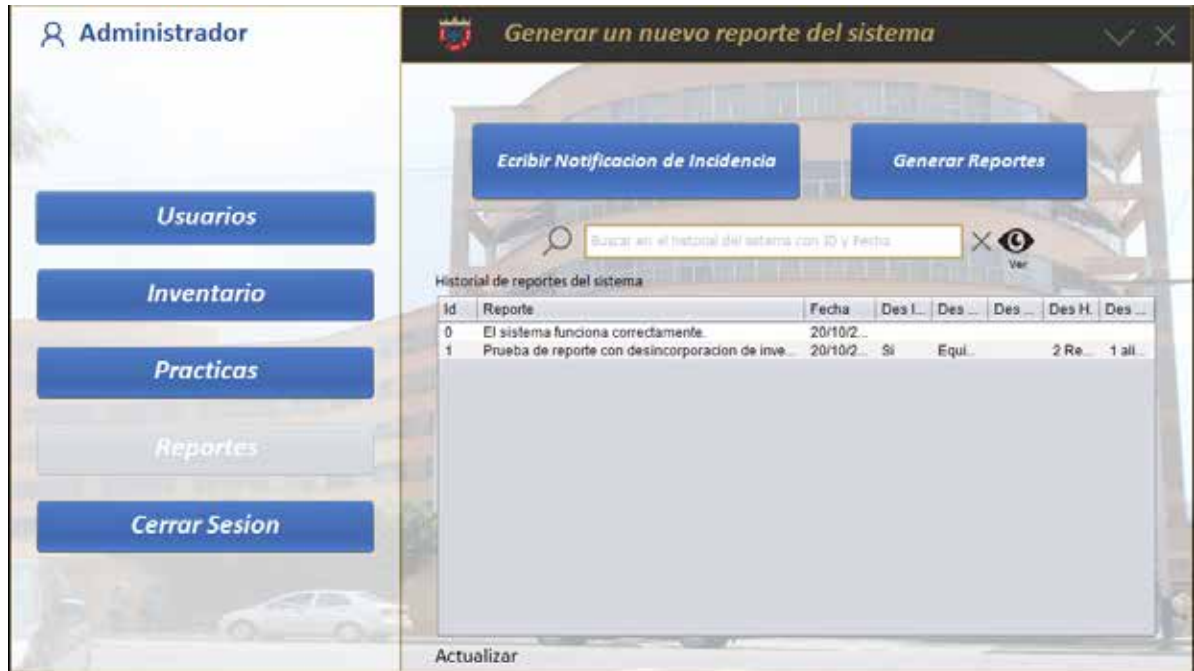 Administrador
Generar un nuevo reporte del sistema
Ecribir Notificacion de Incidencia
Generar Reportes
Usuarios
Buscar en el historial del sistema con ID y Fecha
Ver
Inventario
Historial de reportes del sistema
Id Reporte Fecha Des I... Des ... Des ... Des H. Des ...
0 El sistema funciona correctamente. 20/10/2...
1 Prueba de reporte con desincorporacion de inve... 20/10/2... Si Equi... 2 Re... 1 ali...
Practicas
Reportes
Cerrar Sesion
Actualizar